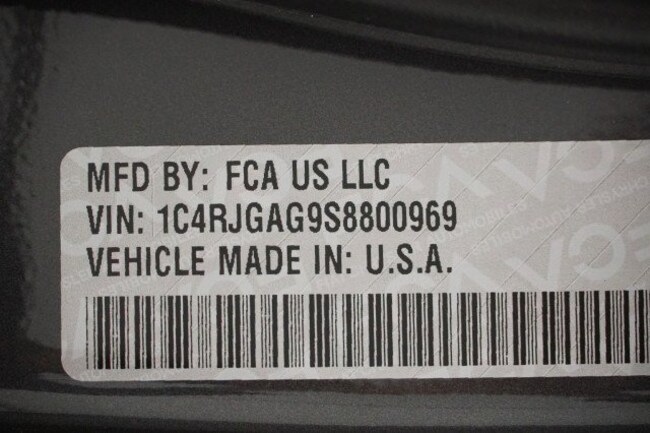 MFD BY: FCA US LLC
VIN: 1C4RJGAG9S8800969
VEHICLE MADE IN: U.S.A.